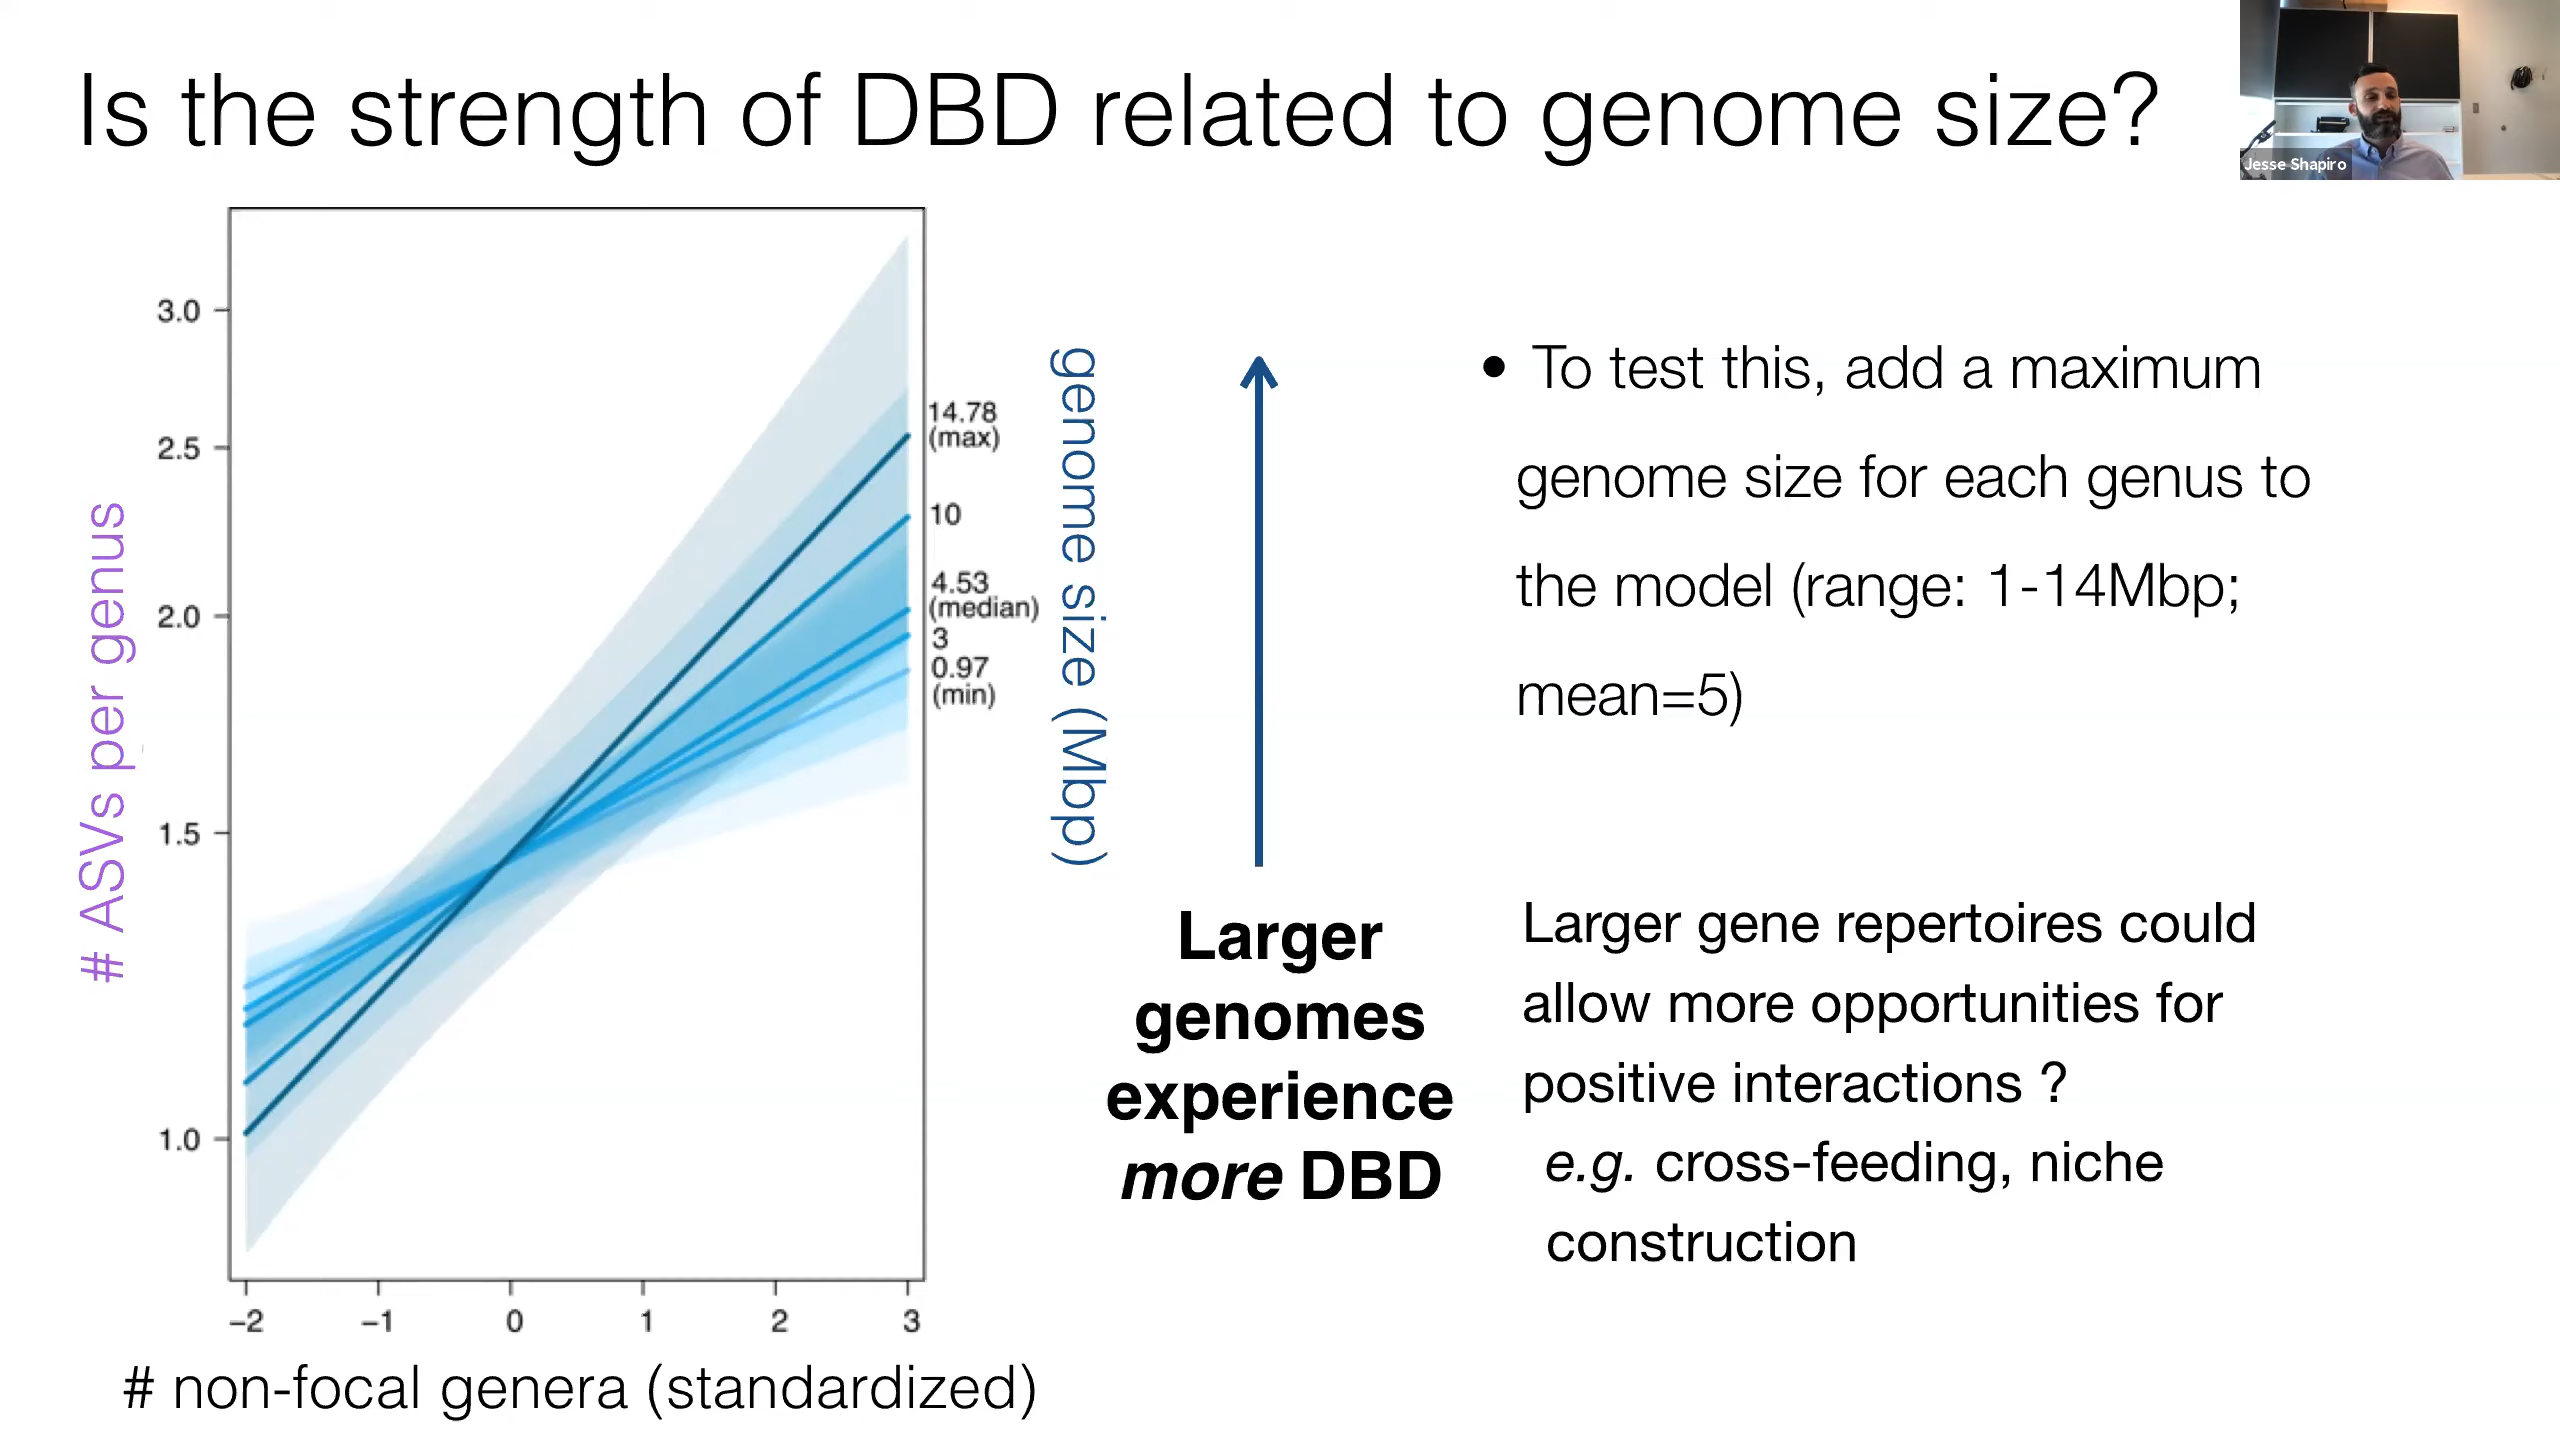 Is the strength of DBD related to genome size?
Jesse Shapiro
# ASVs per genus
3.0
2.5
2.0
1.5
1.0
14.78
(max)
10
4.53
(median)
3
0.97
(min)
genome size (Mbp)
−2 −1 0 1 2 3
# non-focal genera (standardized)
Larger
genomes
experience
more DBD
• To test this, add a maximum
genome size for each genus to
the model (range: 1-14Mbp;
mean=5)
Larger gene repertoires could
allow more opportunities for
positive interactions ?
e.g. cross-feeding, niche
construction